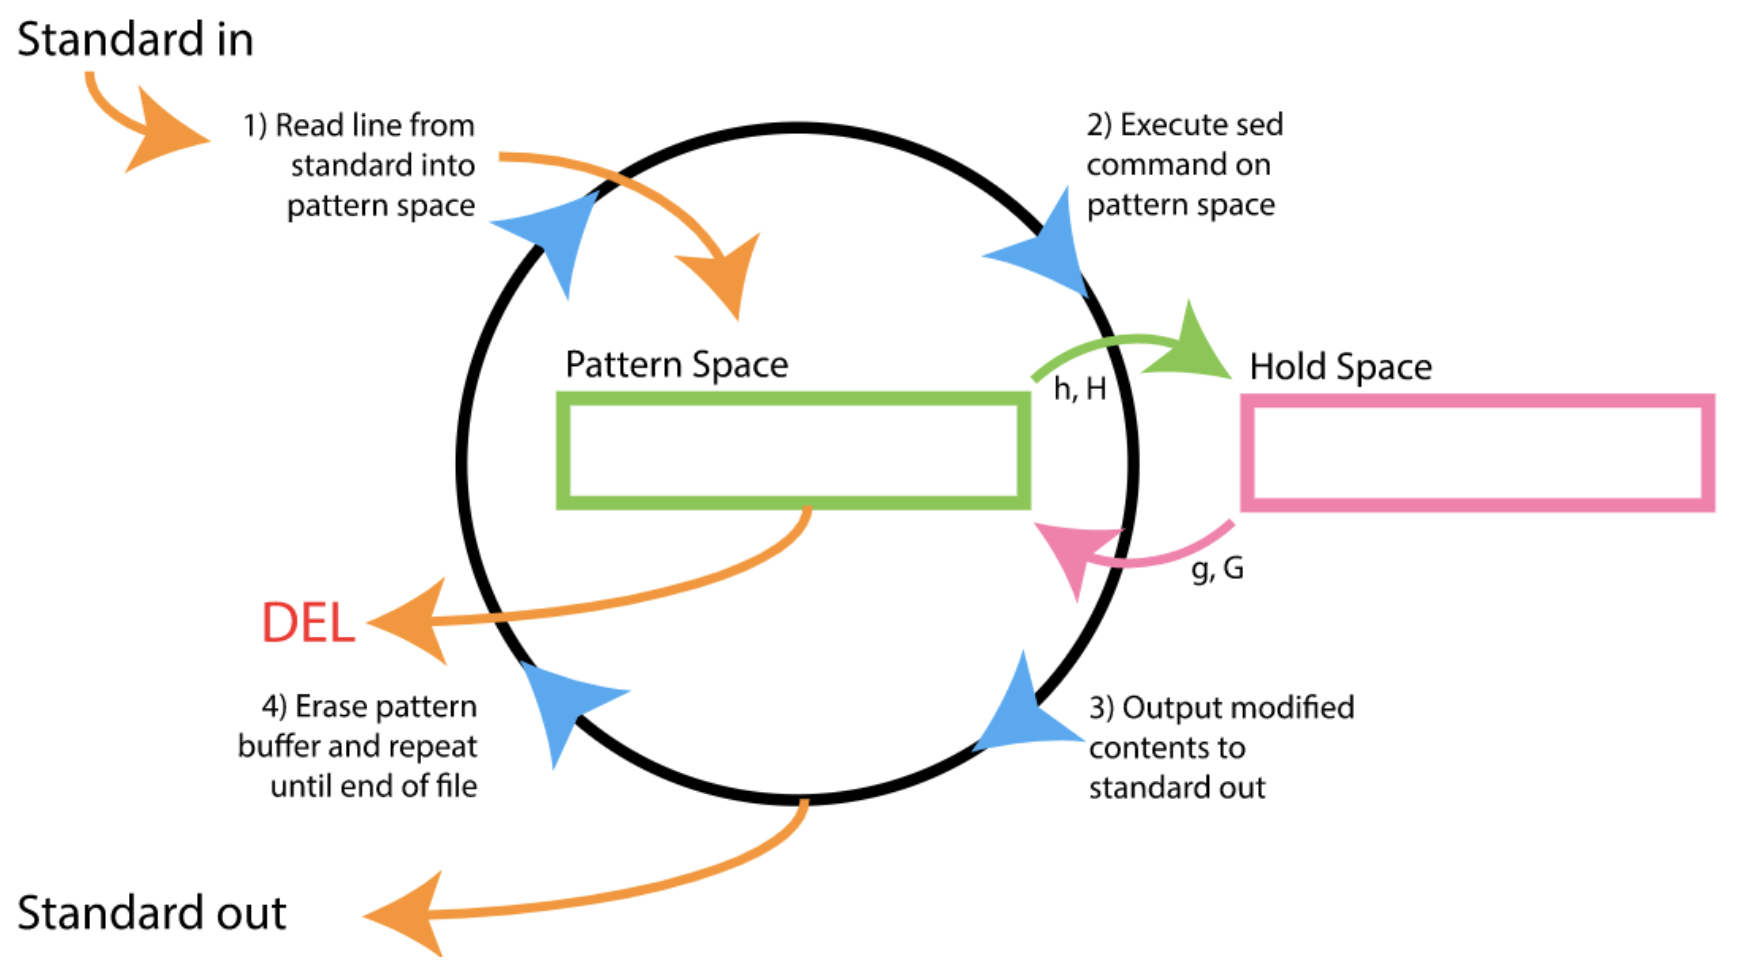 Standard in
1) Read line from
standard into
pattern space
2) Execute sed
command on
pattern space
Pattern Space
h, H
Hold Space
g, G
DEL
4) Erase pattern
buffer and repeat
until end of file
3) Output modified
contents to
standard out
Standard out